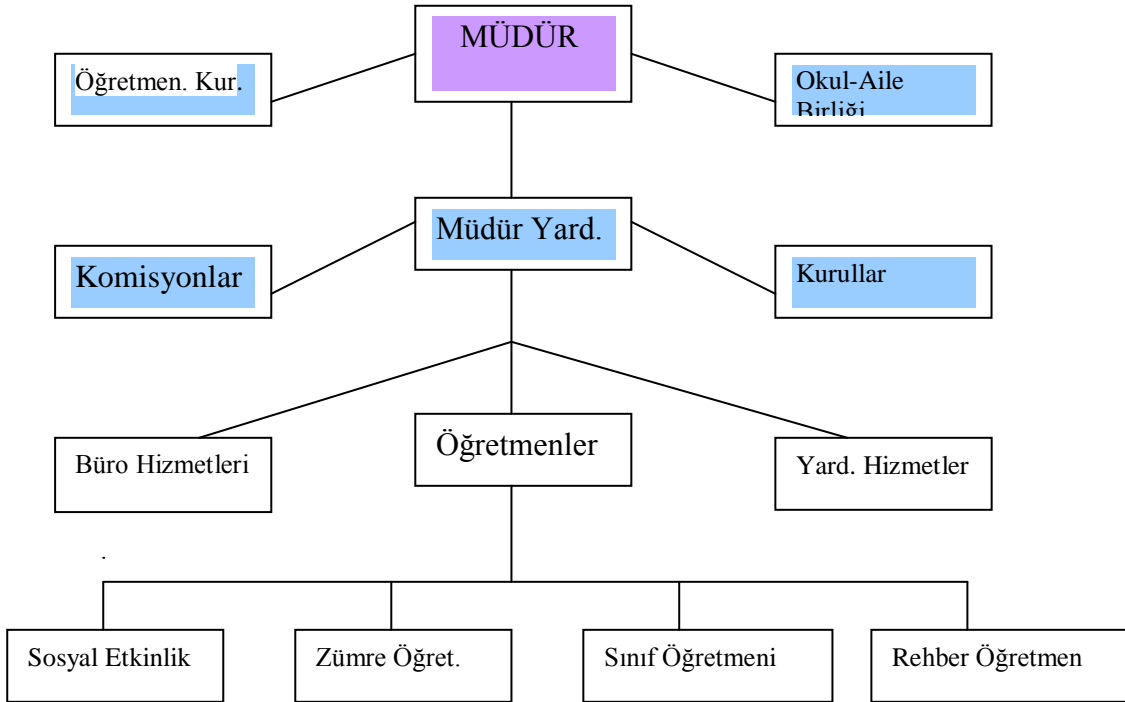 MÜDÜR
Öğretmen. Kur.
Okul-Aile
Birliği
Müdür Yard.
Komisyonlar
Kurullar
Büro Hizmetleri
Öğretmenler
Yard. Hizmetler
.
Sosyal Etkinlik
Zümre Öğret.
Sınıf Öğretmeni
Rehber Öğretmen